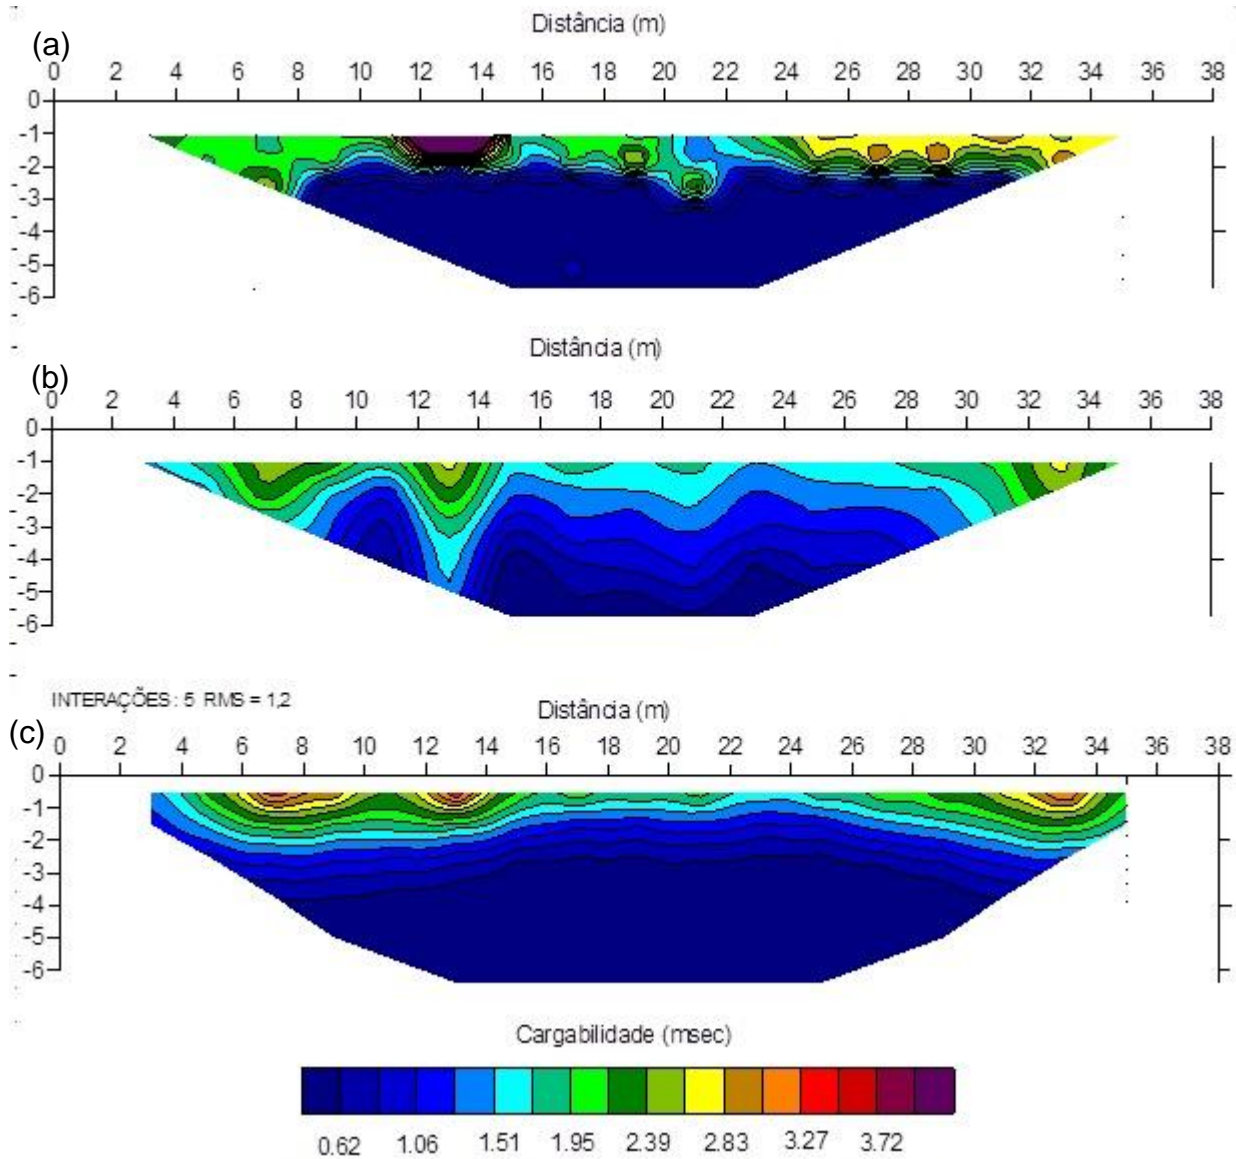 Distância (m)
(a)
0 2 4 6 8 10 12 14 16 18 20 22 24 26 28 30 32 34 36 38
0
-1
-2
-3
-4
-5
-6
Distância (m)
(b)
0 2 4 6 8 10 12 14 16 18 20 22 24 26 28 30 32 34 36 38
0
-1
-2
-3
-4
-5
-6
INTERAÇÕES : 5 RMS = 1,2
Distância (m)
(c)
0 2 4 6 8 10 12 14 16 18 20 22 24 26 28 30 32 34 36 38
0
-1
-2
-3
-4
-5
-6
Cargabilidade (msec)
0.62 1.06 1.51 1.95 2.39 2.83 3.27 3.72